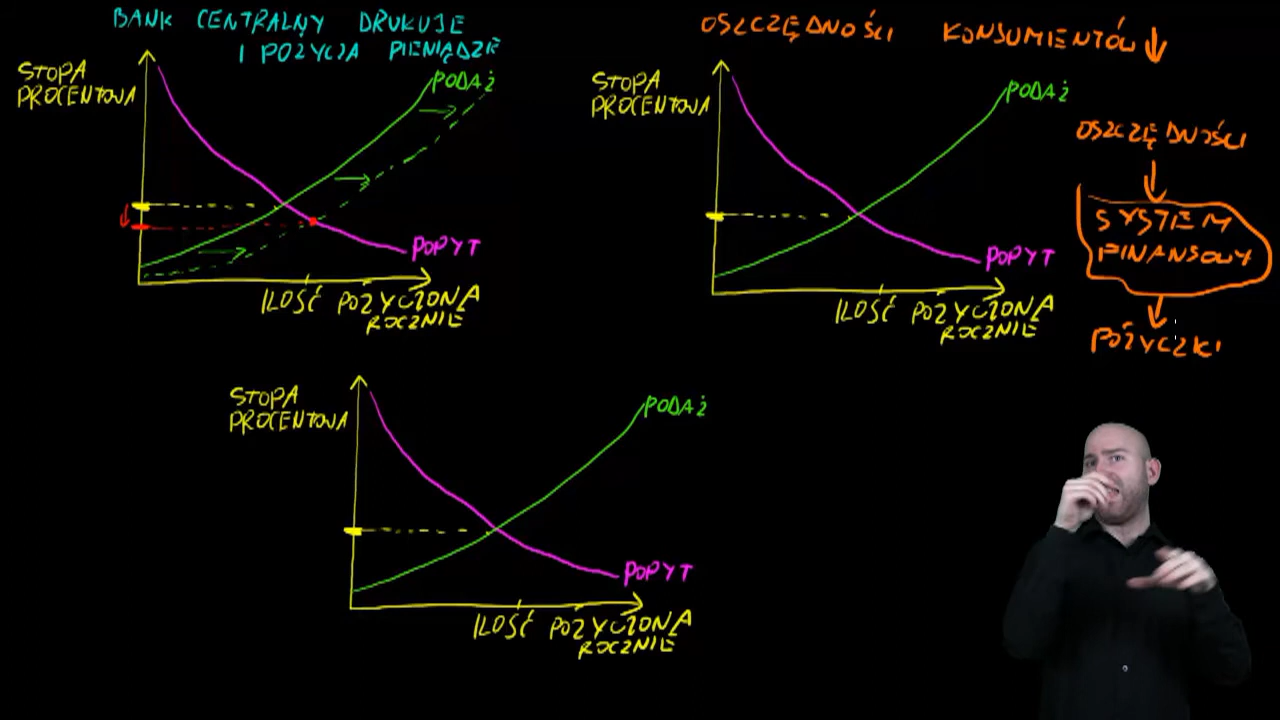 BANK CENTRALNY DRUKUJE
I POŻYCZA PIENIĄDZE
STOPA
PROCENTOWA
PODAŻ
POPYT
ILOŚĆ POŻYCZONA
ROCZNIE
OSZCZĘDNOŚCI KONSUMENTÓW
STOPA
PROCENTOWA
PODAŻ
POPYT
ILOŚĆ POŻYCZONA
ROCZNIE
OSZCZĘDNOŚCI
SYSTEM
FINANSOWY
POŻYCZKI
STOPA
PROCENTOWA
PODAŻ
POPYT
ILOŚĆ POŻYCZONA
ROCZNIE